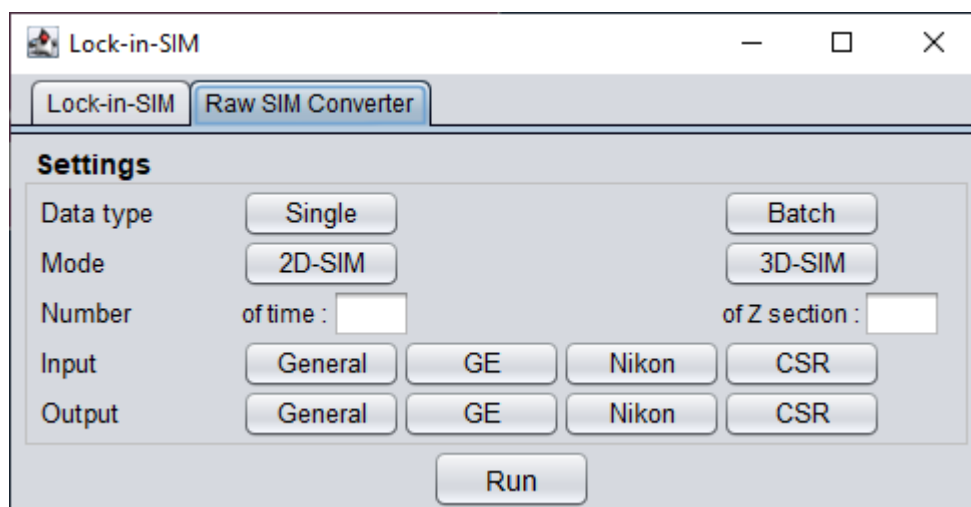 Lock-in-SIM
Lock-in-SIM Raw SIM Converter
Settings
Data type Single Batch
Mode 2D-SIM 3D-SIM
Number of time : of Z section :
Input General GE Nikon CSR
Output General GE Nikon CSR
Run